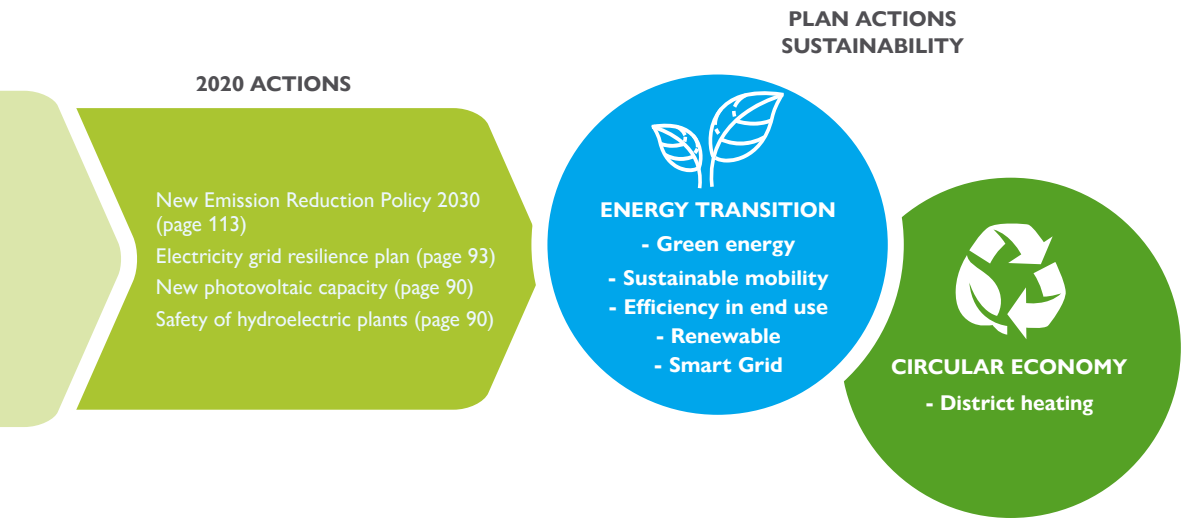 PLAN ACTIONS
SUSTAINABILITY
2020 ACTIONS
New Emission Reduction Policy 2030
(page 113)
Electricity grid resilience plan (page 93)
New photovoltaic capacity (page 90)
Safety of hydroelectric plants (page 90)
ENERGY TRANSITION
- Green energy
- Sustainable mobility
- Efficiency in end use
- Renewable
- Smart Grid
CIRCULAR ECONOMY
- District heating